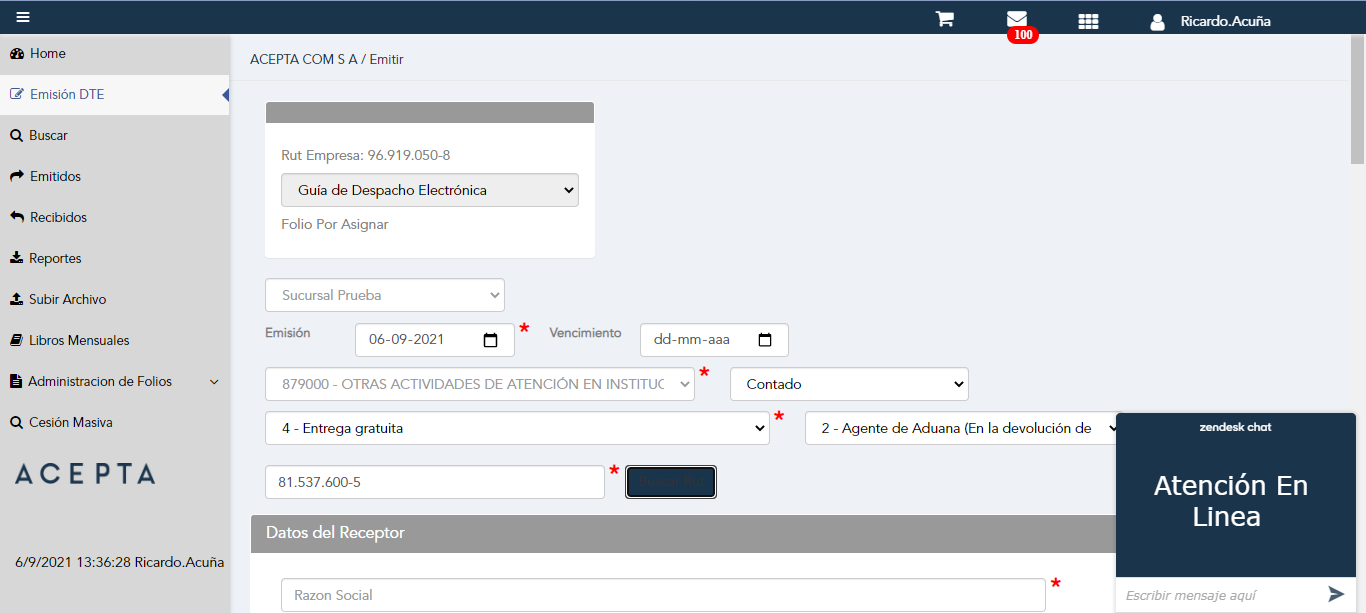 Ricardo.Acuña
100
Home
ACEPTA COM S A / Emitir
Emisión DTE
Buscar
Emitidos
Recibidos
Reportes
Subir Archivo
Libros Mensuales
Administracion de Folios
Cesión Masiva
ACEPTA
6/9/2021 13:36:28 Ricardo.Acuña
Rut Empresa: 96.919.050-8
Guía de Despacho Electrónica
Folio Por Asignar
Sucursal Prueba
Emisión 06-09-2021 * Vencimiento dd-mm-aaa
879000 - OTRAS ACTIVIDADES DE ATENCIÓN EN INSTITUC * Contado
4 - Entrega gratuita * 2 - Agente de Aduana (En la devolución de
81.537.600-5 *
Datos del Receptor
Razon Social *
zendesk chat
Atención En
Linea
Escribir mensaje aquí